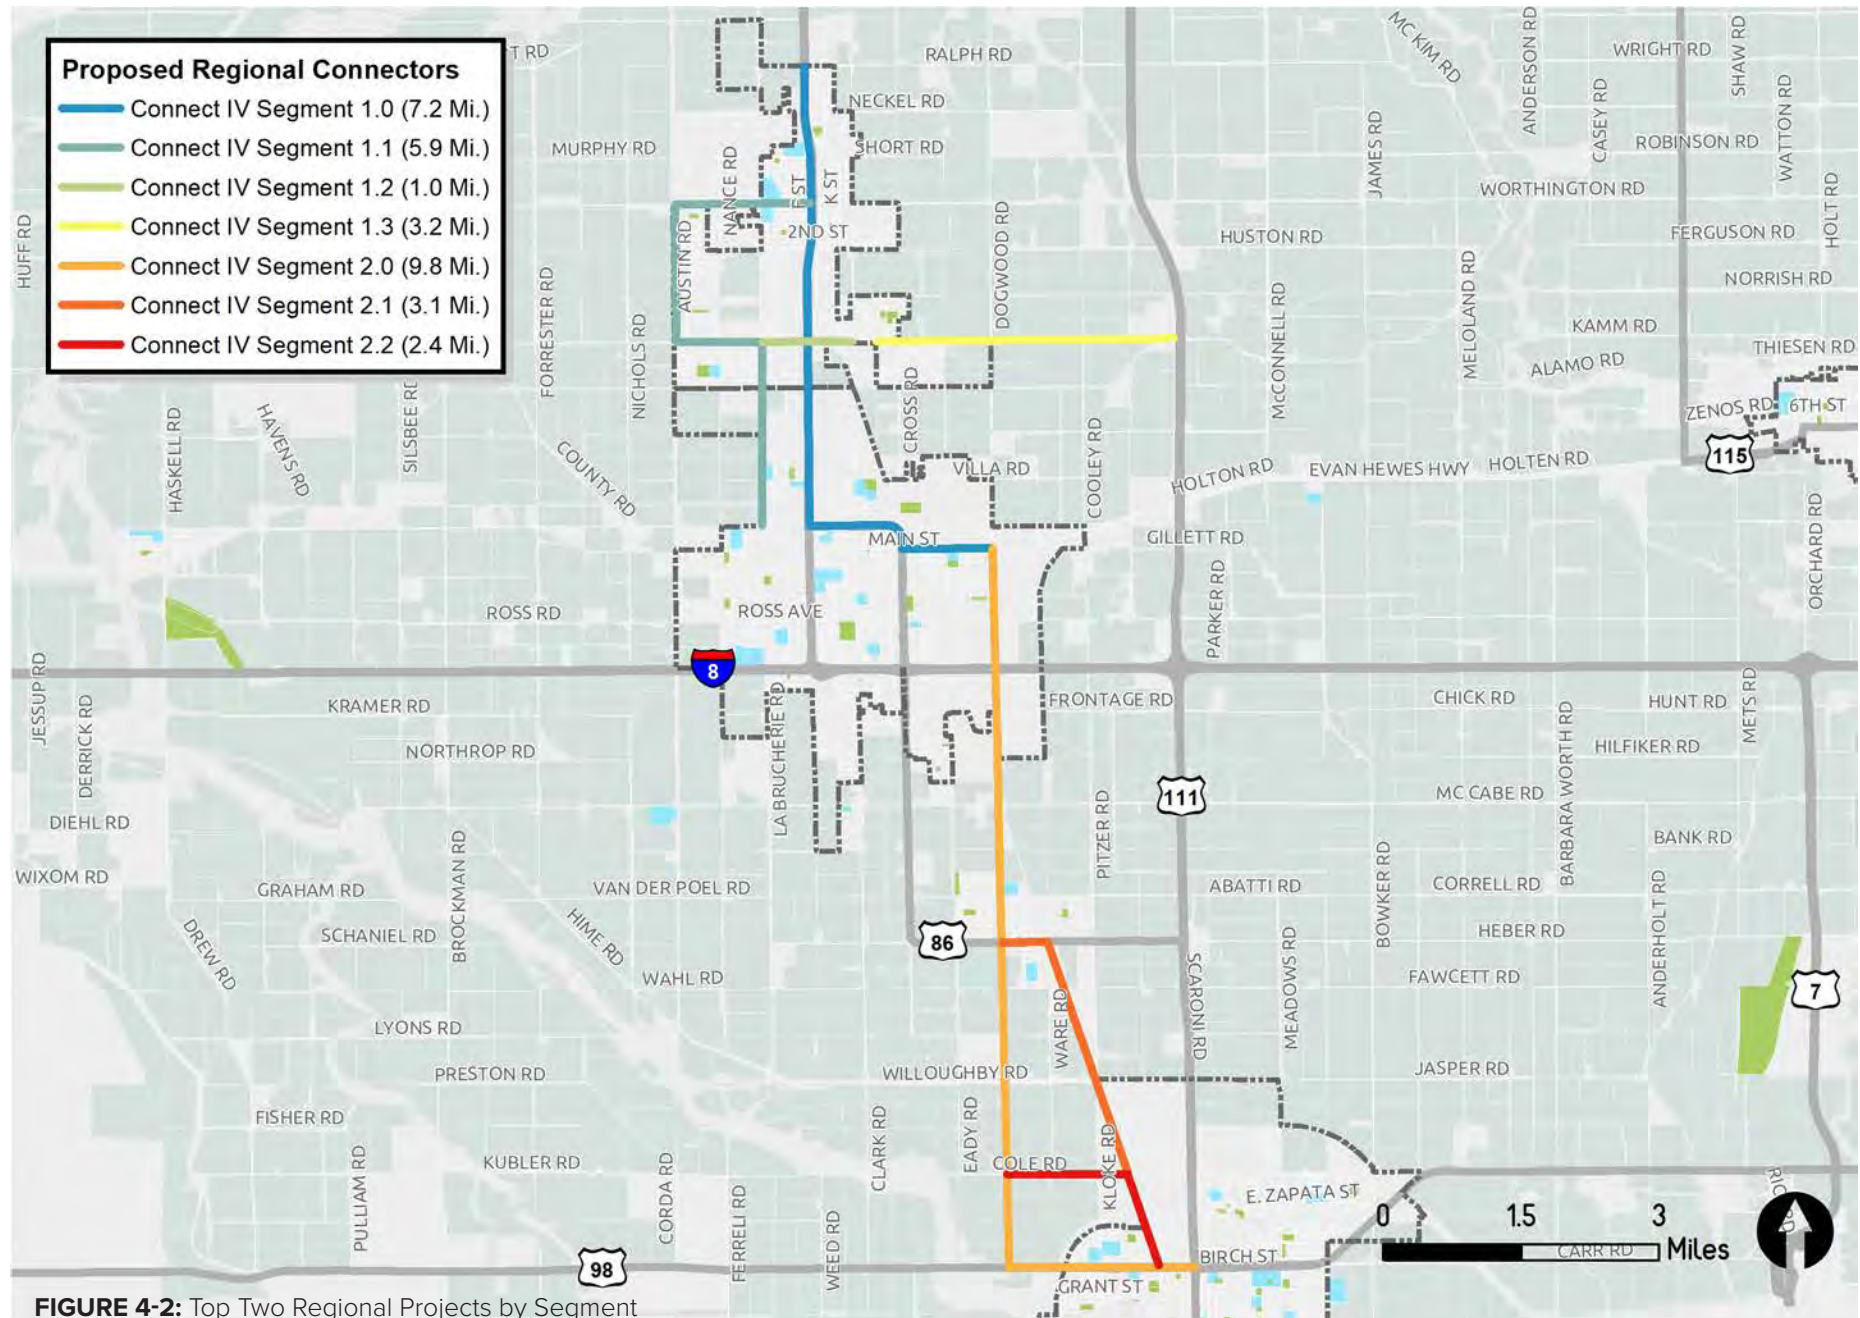 Proposed Regional Connectors
Connect IV Segment 1.0 (7.2 Mi.)
Connect IV Segment 1.1 (5.9 Mi.)
Connect IV Segment 1.2 (1.0 Mi.)
Connect IV Segment 1.3 (3.2 Mi.)
Connect IV Segment 2.0 (9.8 Mi.)
Connect IV Segment 2.1 (3.1 Mi.)
Connect IV Segment 2.2 (2.4 Mi.)
T RD
RALPH RD
MC KIM RD
ANDERSON RD
WRIGHT RD
SHAW RD
NECKEL RD
CASEY RD
WATTON RD
MURPHY RD
SHORT RD
JAMES RD
ROBINSON RD
NANCE RD
F ST
K ST
WORTHINGTON RD
HOLT RD
HUFF RD
AUSTIN RD
2ND ST
DOGWOOD RD
HUSTON RD
FERGUSON RD
FORRESTER RD
NICHOLS RD
McCONNELL RD
MELOLAND RD
NORRISH RD
KAMM RD
ALAMO RD
THIESEN RD
HASKELL RD
HAVENS RD
SILSBEE RD
CROSS RD
ZENOS RD
6TH ST
COUNTY RD
VILLA RD
COOLEY RD
HOLTON RD
EVAN HEWES HWY
HOLTEN RD
115
MAIN ST
GILLETT RD
ORCHARD RD
ROSS RD
ROSS AVE
PARKER RD
8
JESSUP RD
DERRICK RD
KRAMER RD
LABRUCHERIE RD
FRONTAGE RD
CHICK RD
HUNT RD
METS RD
NORTHROP RD
BARBARA WORTH RD
HILFIKER RD
111
MC CABE RD
DIEHL RD
PITZER RD
BANK RD
WIXOM RD
GRAHAM RD
BROCKMAN RD
VAN DER POEL RD
ABATTI RD
BOWKER RD
CORRELL RD
ANDERHOLT RD
DREW RD
SCHANIEL RD
HIME RD
86
HEBER RD
WAHL RD
SCARONI RD
MEADOWS RD
FAWCETT RD
7
LYONS RD
WARE RD
PRESTON RD
WILLOUGHBY RD
JASPER RD
FISHER RD
CLARK RD
EADY RD
KLOKE RD
PULLIAM RD
KUBLER RD
CORDA RD
COLE RD
E. ZAPATA ST
FERRELI RD
WEED RD
0 1.5 3
Miles
CARR RD
98
BIRCH ST
GRANT ST
FIGURE 4-2: Top Two Regional Projects by Segment